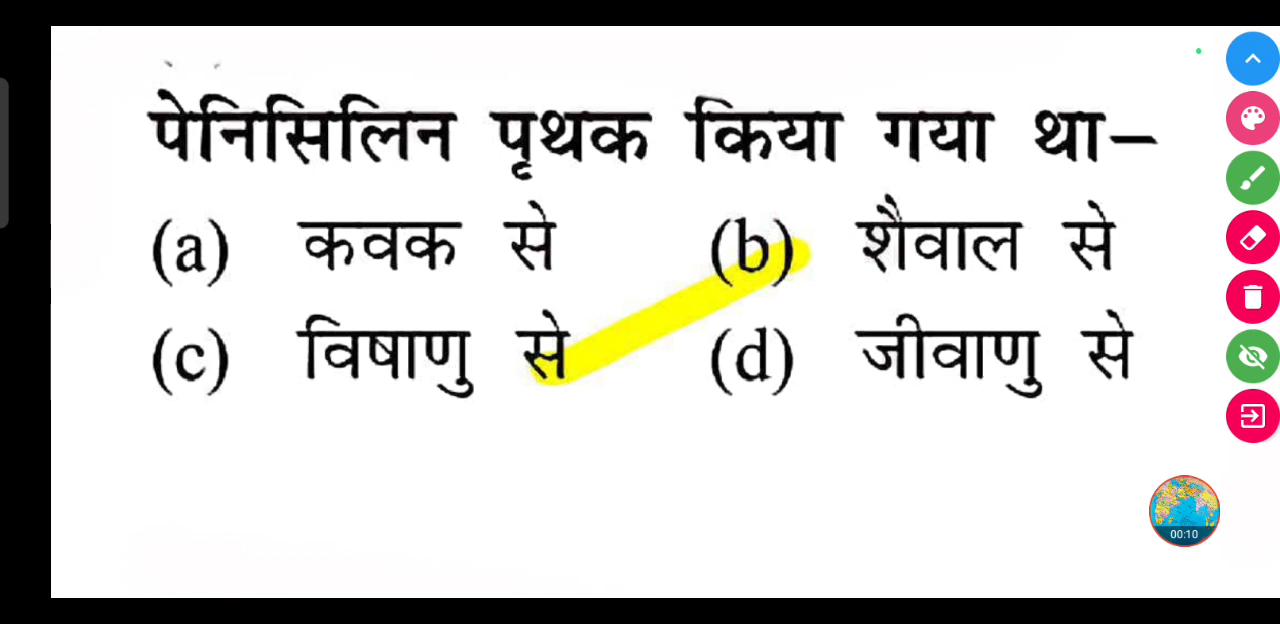 पेनिसिलिन पृथक किया गया था–
(a) कवक से (b) शैवाल से
(c) विषाणु से (d) जीवाणु से
00:10